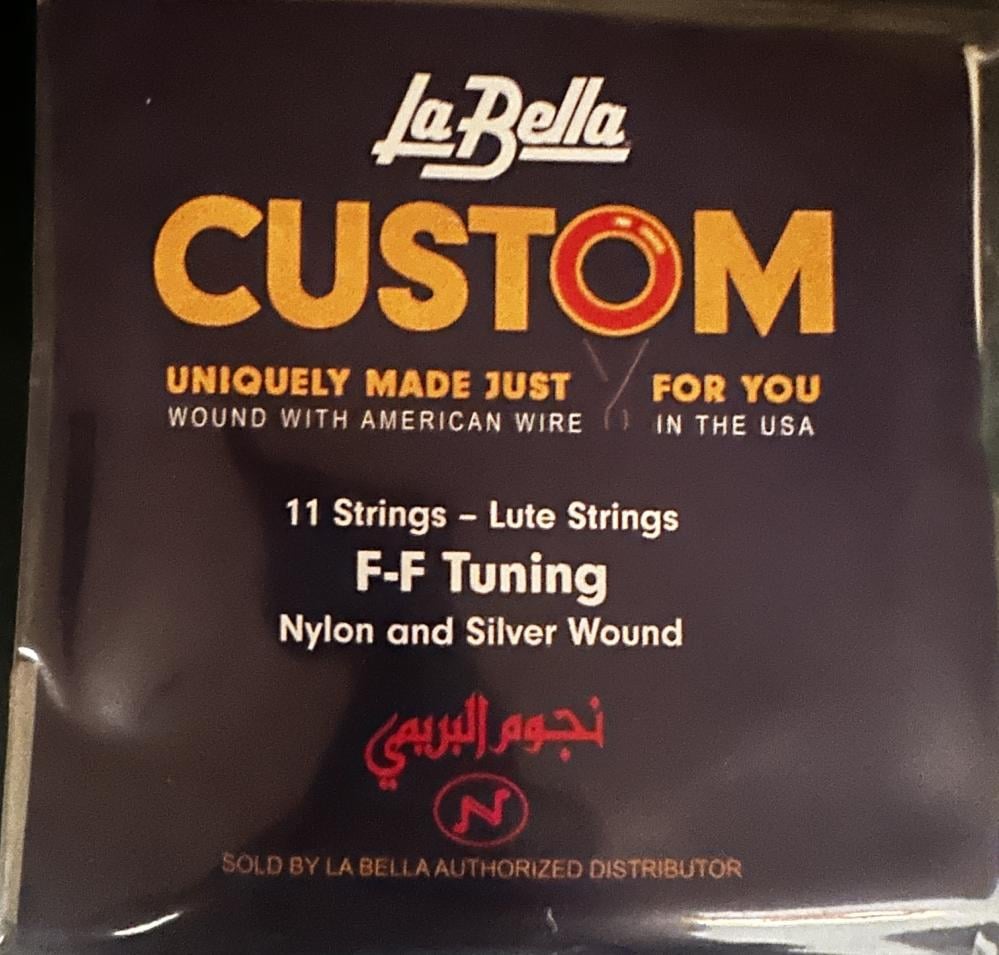 La Bella
CUSTOM
UNIQUELY MADE JUST FOR YOU
WOUND WITH AMERICAN WIRE IN THE USA
11 Strings – Lute Strings
F-F Tuning
Nylon and Silver Wound
نجوم البريمي
N
SOLD BY LA BELLA AUTHORIZED DISTRIBUTOR